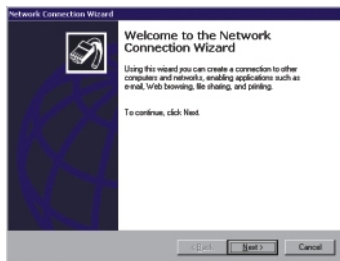 Network Connection Wizard
Welcome to the Network
Connection Wizard
Using this wizard you can create a connection to other
computers and networks, enabling applications such as
e-mail, Web browsing, file sharing, and printing.
To continue, click Next.
< Back
Next >
Cancel